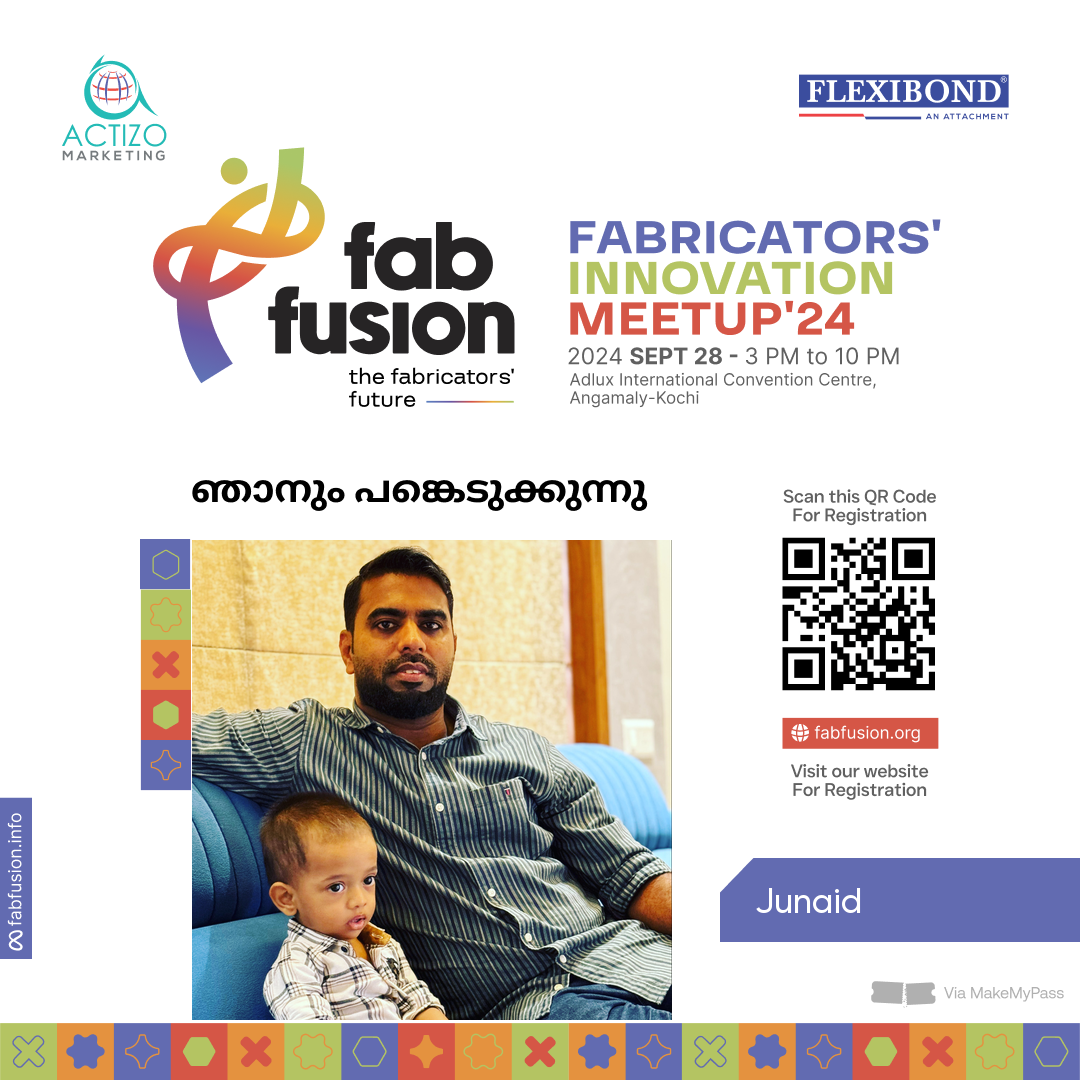 ACTIZO
MARKETING
FLEXIBOND®
AN ATTACHMENT
fab
fusion
the fabricators'
future
FABRICATORS'
INNOVATION
MEETUP'24
2024 SEPT 28 - 3 PM to 10 PM
Adlux International Convention Centre,
Angamaly-Kochi
ഞാനും പങ്കെടുക്കുന്നു
Scan this QR Code
For Registration
fabfusion.org
Visit our website
For Registration
fabfusion.info
Junaid
Via MakeMyPass